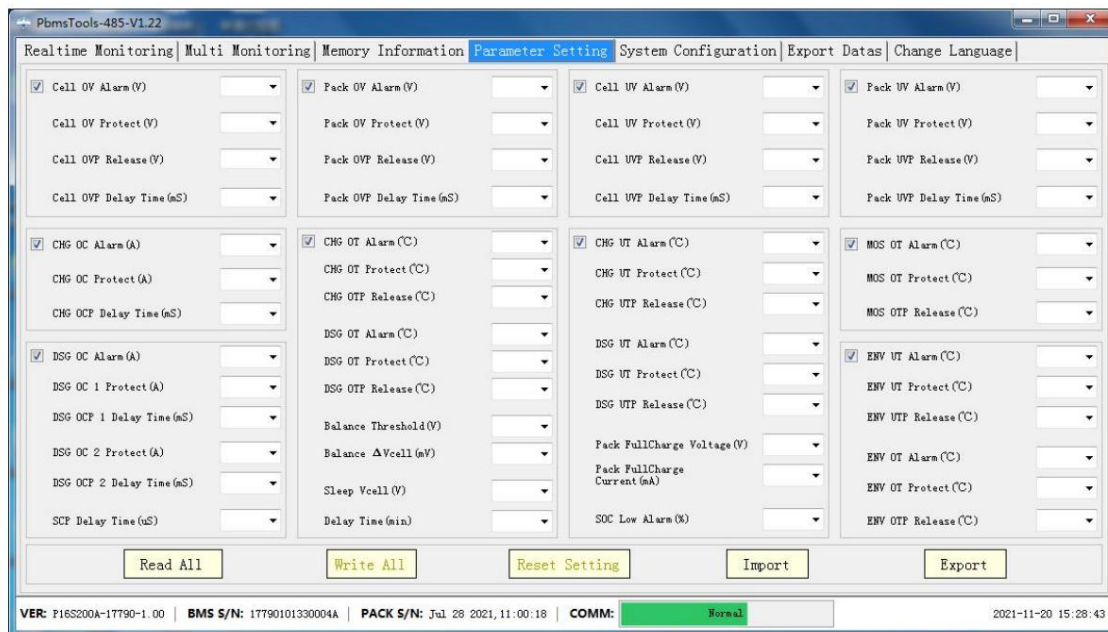 PbmsTools-485-V1.22
Realtime Monitoring Multi Monitoring Memory Information Parameter Setting System Configuration Export Datas Change Language
Cell OV Alarm(V)
Cell OV Protect(V)
Cell OVP Release(V)
Cell OVP Delay Time(mS)
Pack OV Alarm(V)
Pack OV Protect(V)
Pack OVP Release(V)
Pack OVP Delay Time(mS)
Cell UV Alarm(V)
Cell UV Protect(V)
Cell UVP Release(V)
Cell UVP Delay Time(mS)
Pack UV Alarm(V)
Pack UV Protect(V)
Pack UVP Release(V)
Pack UVP Delay Time(mS)
CHG OC Alarm(A)
CHG OC Protect(A)
CHG OCP Delay Time(mS)
DSG OC Alarm(A)
DSG OC 1 Protect(A)
DSG OCP 1 Delay Time(mS)
DSG OC 2 Protect(A)
DSG OCP 2 Delay Time(mS)
SCP Delay Time(uS)
CHG OT Alarm(℃)
CHG OT Protect(℃)
CHG OTP Release(℃)
DSG OT Alarm(℃)
DSG OT Protect(℃)
DSG OTP Release(℃)
Balance Threshold(V)
Balance ΔVcell(mV)
Sleep Vcell(V)
Delay Time(min)
CHG UT Alarm(℃)
CHG UT Protect(℃)
CHG UTP Release(℃)
DSG UT Alarm(℃)
DSG UT Protect(℃)
DSG UTP Release(℃)
Pack FullCharge Voltage(V)
Pack FullCharge
Current(mA)
SOC Low Alarm(%)
MOS OT Alarm(℃)
MOS OT Protect(℃)
MOS OTP Release(℃)
ENV UT Alarm(℃)
ENV UT Protect(℃)
ENV UTP Release(℃)
ENV OT Alarm(℃)
ENV OT Protect(℃)
ENV OTP Release(℃)
Read All Write All Reset Setting Import Export
VER: P16S200A-17790-1.00 | BMS S/N: 17790101330004A | PACK S/N: Jul 28 2021,11:00:18 | COMM: Normal 2021-11-20 15:28:43